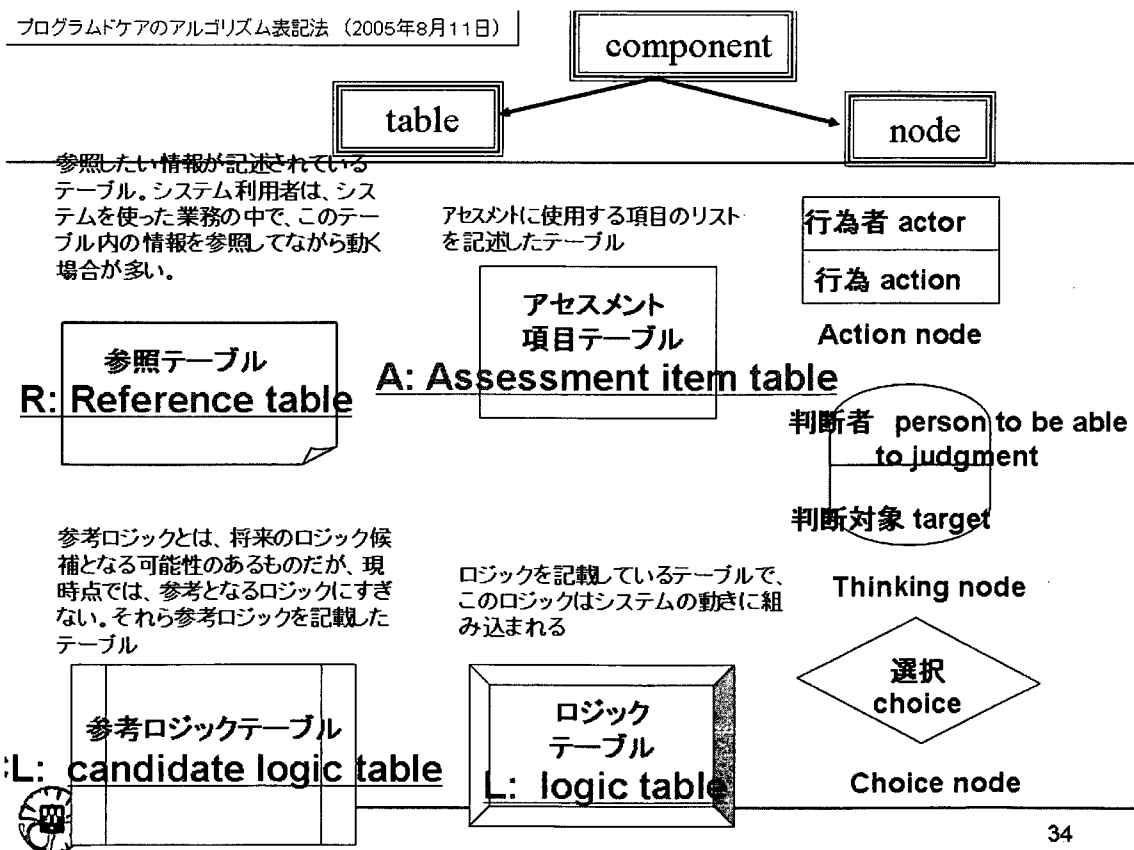 プログラムドケアのアルゴリズム表記法 （2005年8月11日）
component
table
node
参照したい情報が記述されている
テーブル。システム利用者は、シス
テムを使った業務の中で、このテー
ブル内の情報を参照してながら動く
場合が多い。
参照テーブル
R: Reference table
アセスメントに使用する項目のリスト
を記述したテーブル
アセスメント
項目テーブル
A: Assessment item table
行為者 actor
行為 action
Action node
判断者 person to be able
to judgment
判断対象 target
Thinking node
参考ロジックとは、将来のロジック候
補となる可能性のあるものだが、現
時点では、参考となるロジックにすぎ
ない。それら参考ロジックを記載した
テーブル
参考ロジックテーブル
L: candidate logic table
ロジックを記載しているテーブルで、
このロジックはシステムの動きに組
み込まれる
ロジック
テーブル
L: logic table
選択
choice
Choice node
34